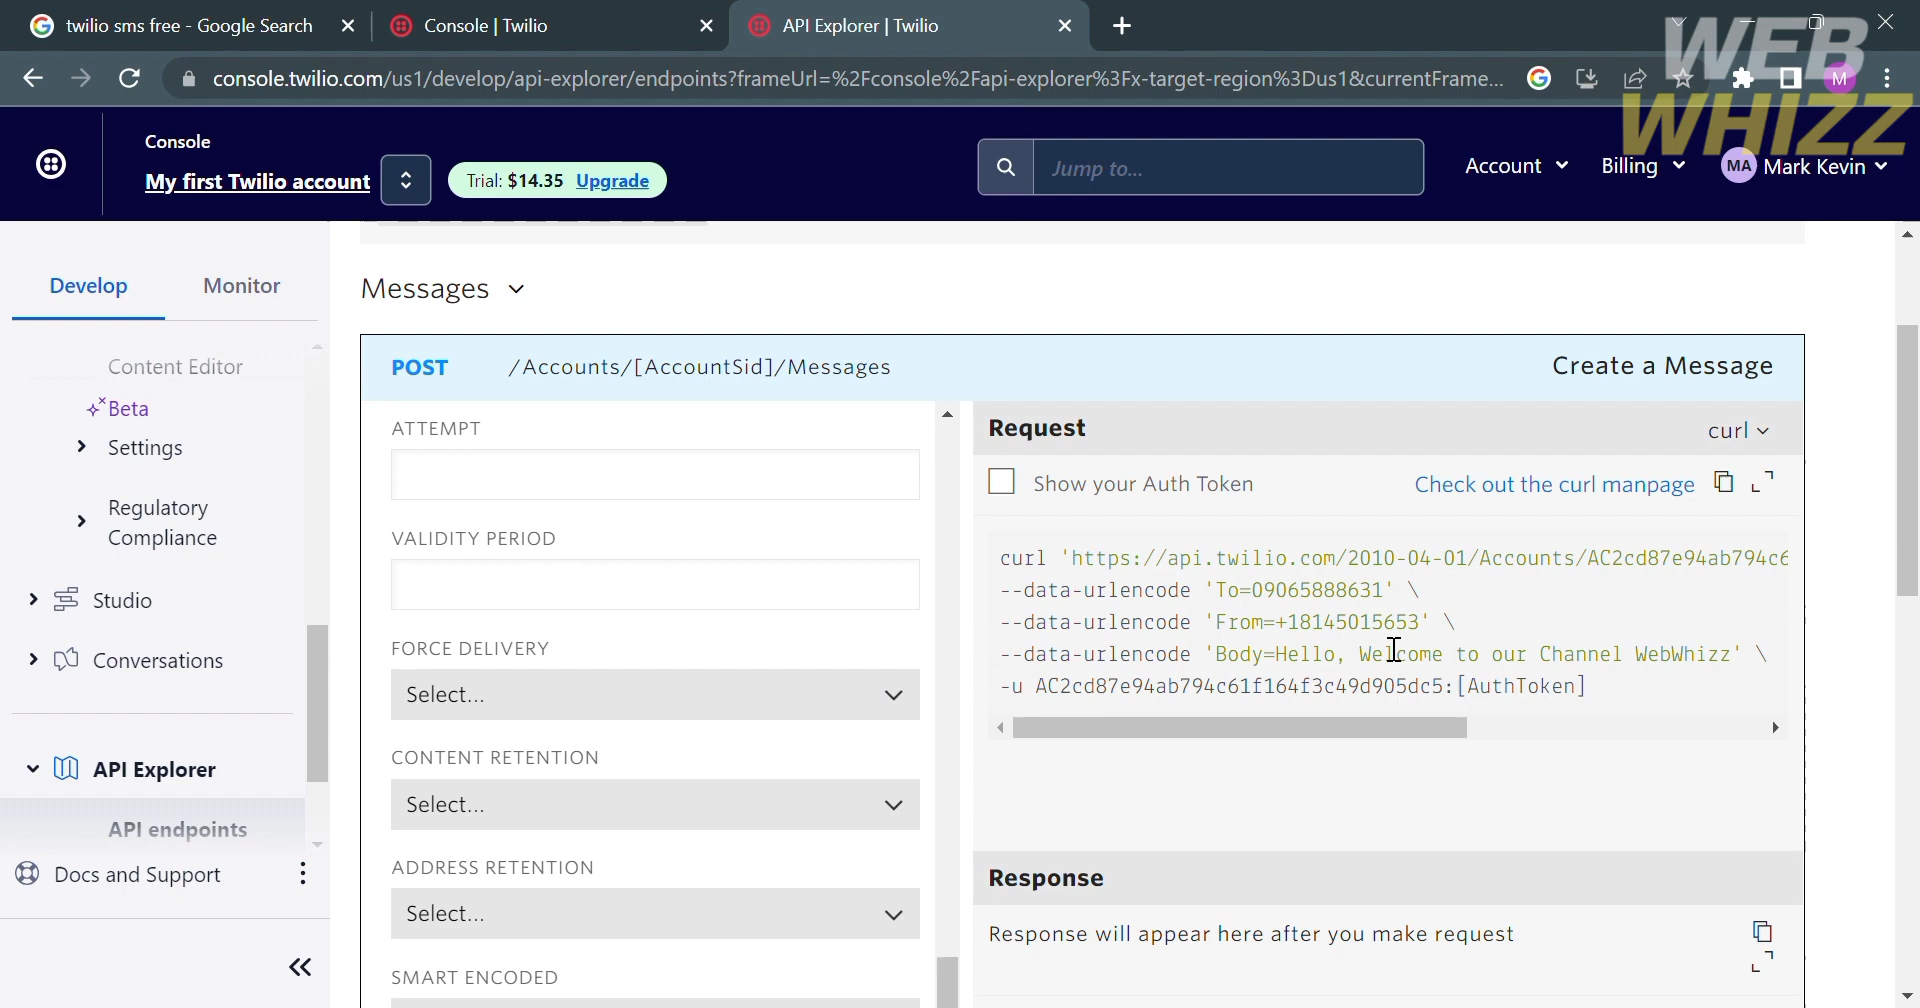 twilio sms free - Google Search
Console | Twilio
API Explorer | Twilio
console.twilio.com/us1/develop/api-explorer/endpoints?frameUrl=%2Fconsole%2Fapi-explorer%3Fx-target-region%3Dus1&currentFrame...
M
WEB
WHIZZ
Console
My first Twilio account
Trial: $14.35 Upgrade
Jump to...
Account
Billing
MA Mark Kevin
Develop
Monitor
Content Editor
Beta
Settings
Regulatory
Compliance
Studio
Conversations
API Explorer
API endpoints
Docs and Support
Messages
POST /Accounts/[AccountSid]/Messages
Create a Message
ATTEMPT
VALIDITY PERIOD
FORCE DELIVERY
Select...
CONTENT RETENTION
Select...
ADDRESS RETENTION
Select...
SMART ENCODED
Request
curl
Show your Auth Token
Check out the curl manpage
curl 'https://api.twilio.com/2010-04-01/Accounts/AC2cd87e94ab794c6
--data-urlencode 'To=09065888631' \
--data-urlencode 'From=+18145015653' \
--data-urlencode 'Body=Hello, Welcome to our Channel WebWhizz' \
-u AC2cd87e94ab794c61f164f3c49d905dc5:[AuthToken]
Response
Response will appear here after you make request